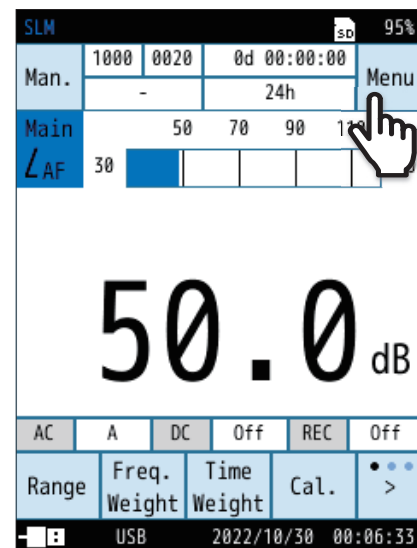 SLM SD 95%
Man. 1000 0020 0d 00:00:00 Menu
- 24h
Main 50 70 90
LAF 30
50.0 dB
AC A DC Off REC Off
Range Freq. Weight Time Weight Cal. >
USB 2022/10/30 00:06:33